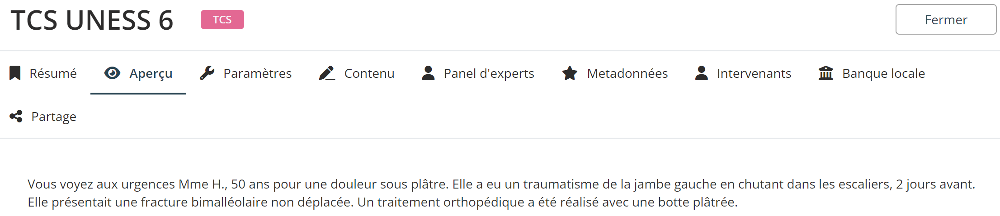 TCS UNESS 6 TCS Fermer
Résumé Aperçu Paramètres Contenu Panel d'experts Metadonnées Intervenants Banque locale
Partage
Vous voyez aux urgences Mme H., 50 ans pour une douleur sous plâtre. Elle a eu un traumatisme de la jambe gauche en chutant dans les escaliers, 2 jours avant.
Elle présentait une fracture bimalléolaire non déplacée. Un traitement orthopédique a été réalisé avec une botte plâtrée.